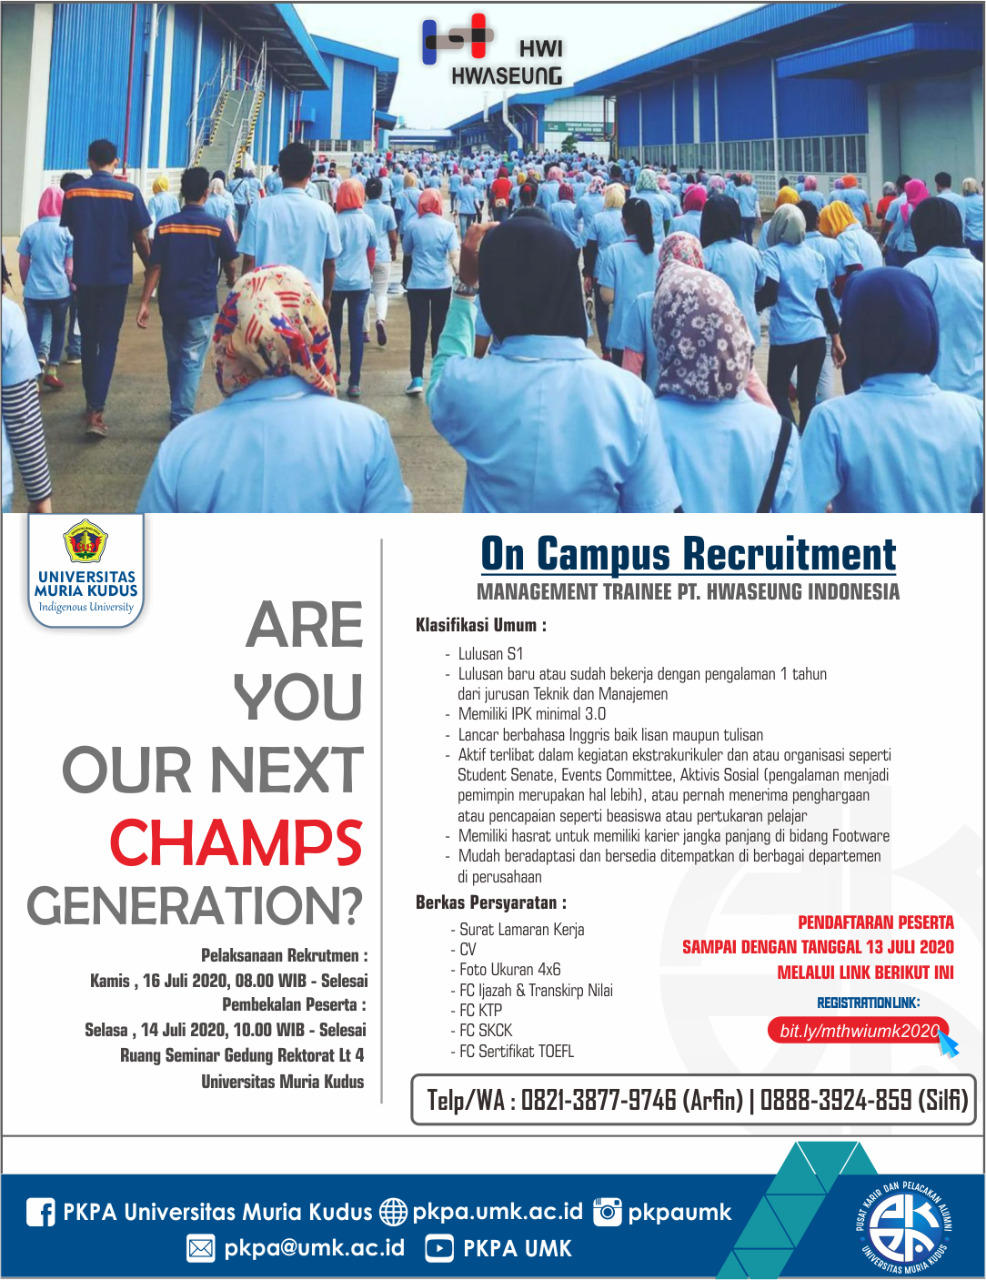 HWI
HWASEUNG
UNIVERSITAS
MURIA KUDUS
Indigenous University
ARE
YOU
OUR NEXT
CHAMPS
GENERATION?
Pelaksanaan Rekrutmen :
Kamis , 16 Juli 2020, 08.00 WIB - Selesai
Pembekalan Peserta :
Selasa , 14 Juli 2020, 10.00 WIB - Selesai
Ruang Seminar Gedung Rektorat Lt 4
Universitas Muria Kudus
On Campus Recruitment
MANAGEMENT TRAINEE PT. HWASEUNG INDONESIA
Klasifikasi Umum :
- Lulusan S1
- Lulusan baru atau sudah bekerja dengan pengalaman 1 tahun
dari jurusan Teknik dan Manajemen
- Memiliki IPK minimal 3.0
- Lancar berbahasa Inggris baik lisan maupun tulisan
- Aktif terlibat dalam kegiatan ekstrakurikuler dan atau organisasi seperti
Student Senate, Events Committee, Aktivis Sosial (pengalaman menjadi
pemimpin merupakan hal lebih), atau pernah menerima penghargaan
atau pencapaian seperti beasiswa atau pertukaran pelajar
- Memiliki hasrat untuk memiliki karier jangka panjang di bidang Footware
- Mudah beradaptasi dan bersedia ditempatkan di berbagai departemen
di perusahaan
Berkas Persyaratan :
- Surat Lamaran Kerja
- CV
- Foto Ukuran 4x6
- FC Ijazah & Transkirp Nilai
- FC KTP
- FC SKCK
- FC Sertifikat TOEFL
PENDAFTARAN PESERTA
SAMPAI DENGAN TANGGAL 13 JULI 2020
MELALUI LINK BERIKUT INI
REGISTRATION LINK :
bit.ly/mthwiumk2020
Telp/WA : 0821-3877-9746 (Arfin) | 0888-3924-859 (Silfi)
PKPA Universitas Muria Kudus pkpa.umk.ac.id pkpaumk
pkpa@umk.ac.id PKPA UMK
PUSAT KARIR DAN PELACAKAN ALUMNI
UNIVERSITAS MURIA KUDUS